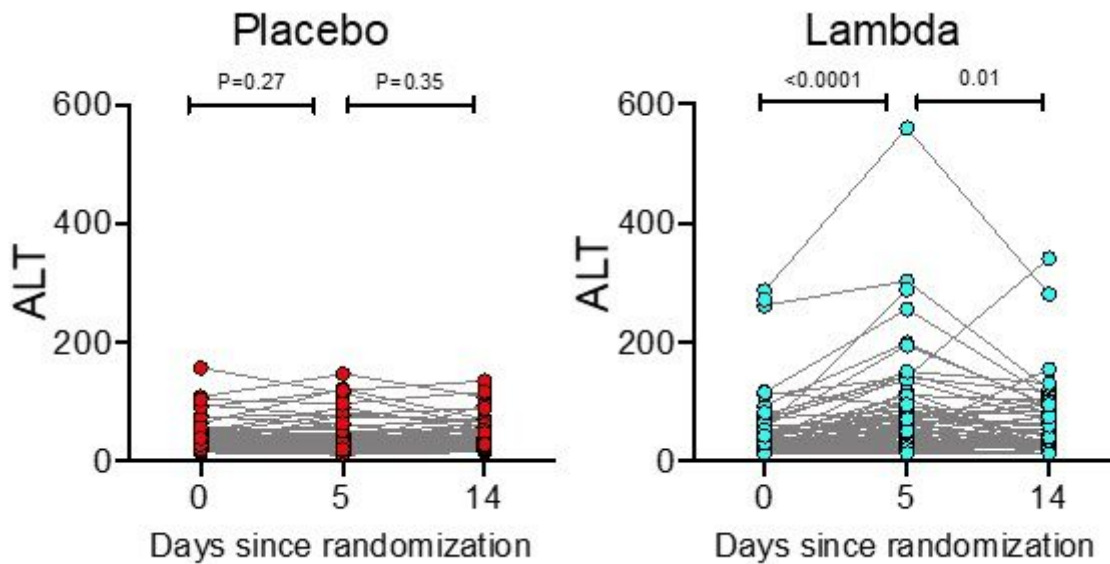 Placebo
P=0.27 P=0.35
600
400
200
0
ALT
0 5 14
Days since randomization
Lambda
<0.0001 0.01
600
400
200
0
ALT
0 5 14
Days since randomization